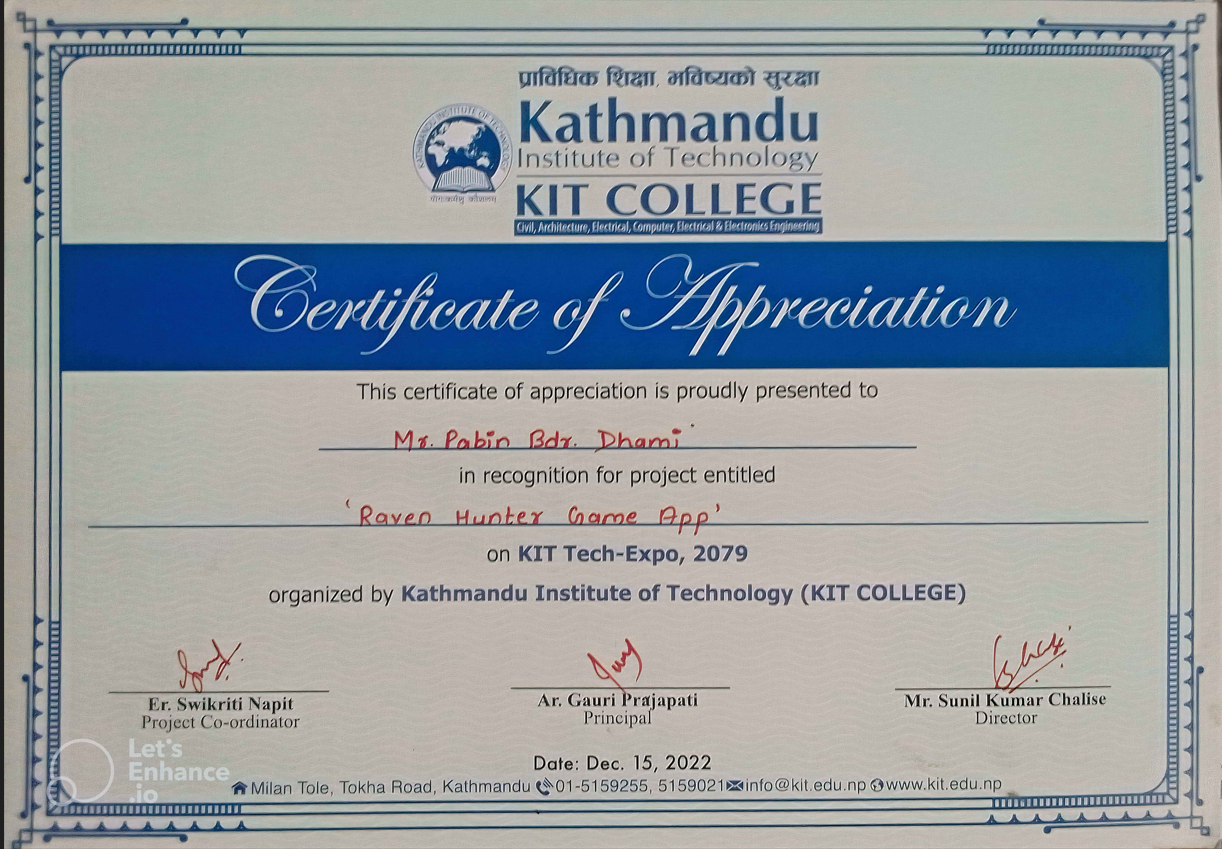 प्राविधिक शिक्षा, भविष्यको सुरक्षा
KATHMANDU INSTITUTE OF TECHNOLOGY
Kathmandu
Institute of Technology
योगःकर्मशु कौशलम्
KIT COLLEGE
Civil, Architecture, Electrical, Computer, Electrical & Electronics Engineering
Certificate of Appreciation
This certificate of appreciation is proudly presented to
Mr. Pabin Bdr. Dhami
in recognition for project entitled
'Raven Hunter Game App'
on KIT Tech-Expo, 2079
organized by Kathmandu Institute of Technology (KIT COLLEGE)
Er. Swikriti Napit
Project Co-ordinator
Ar. Gauri Prajapati
Principal
Mr. Sunil Kumar Chalise
Director
Let's
Enhance
.io
Date: Dec. 15, 2022
Milan Tole, Tokha Road, Kathmandu 01-5159255, 5159021 info@kit.edu.np www.kit.edu.np